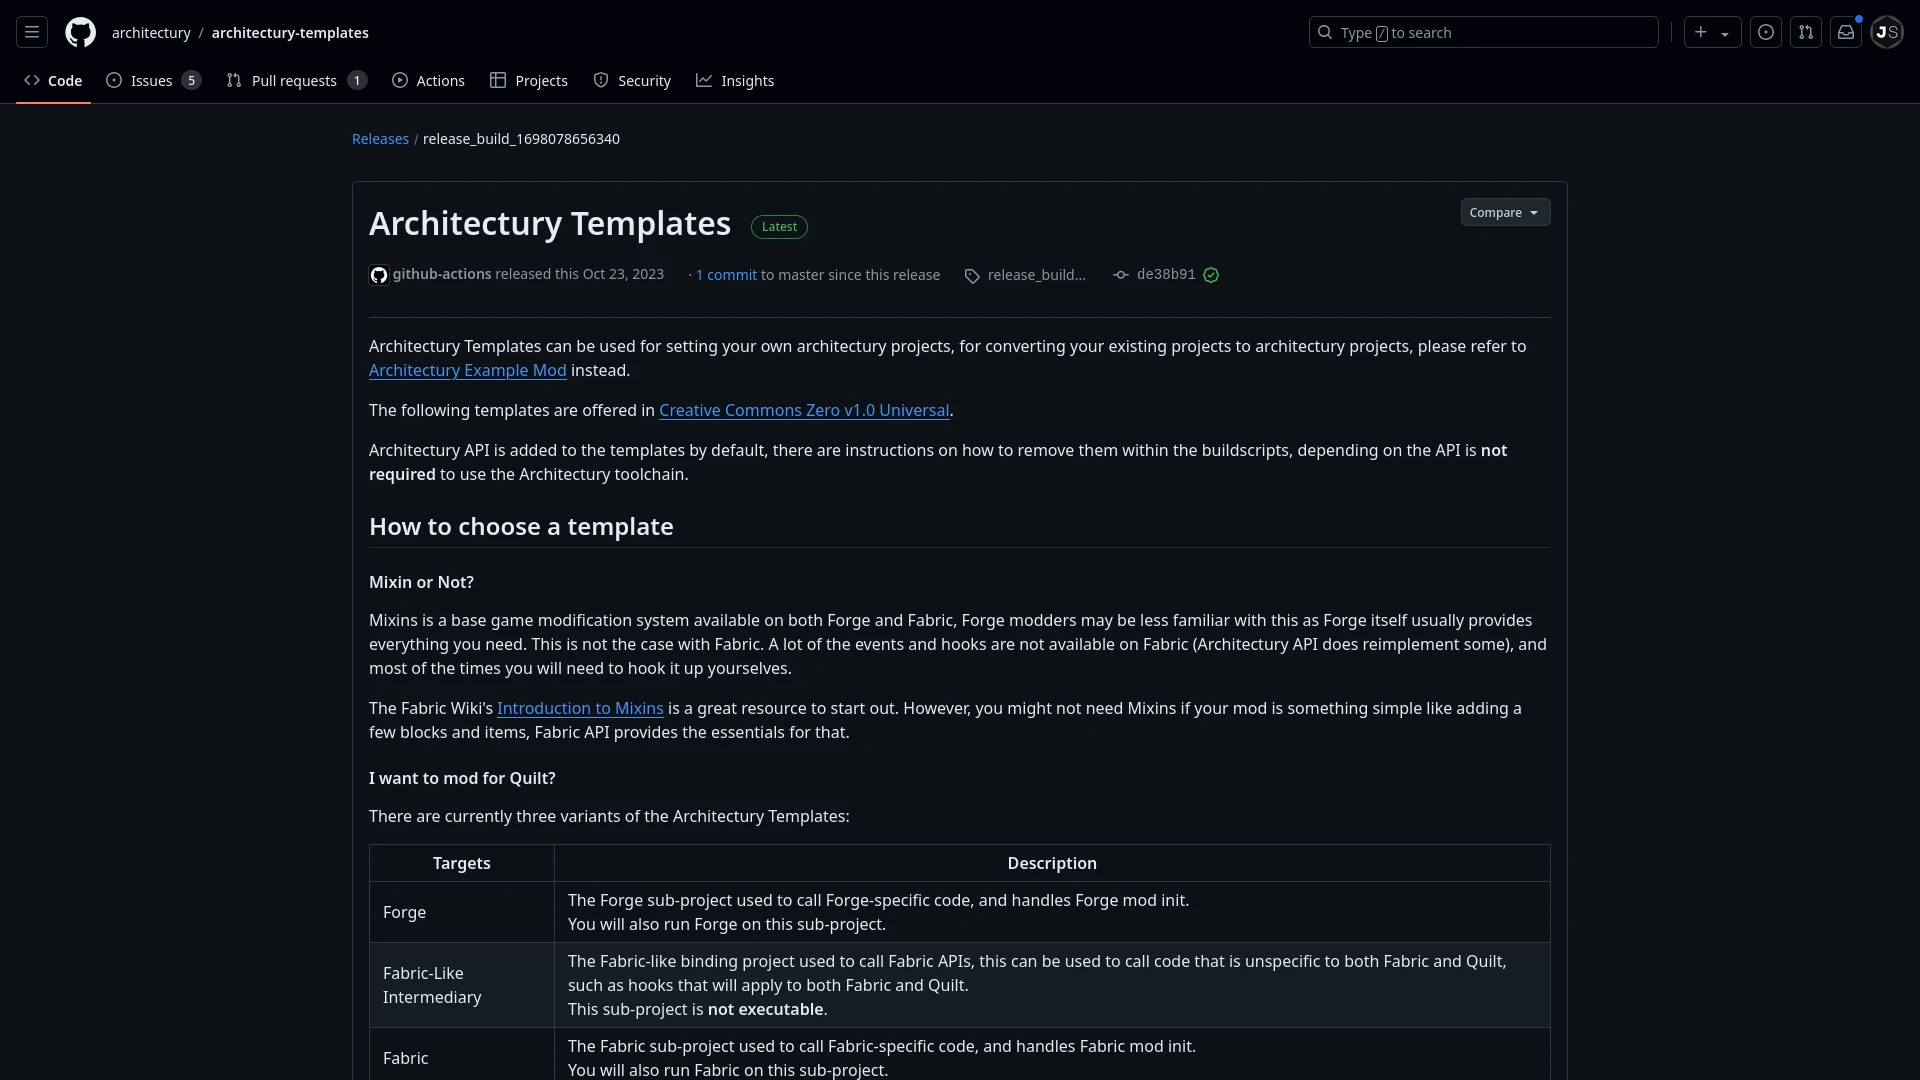 architectury / architectury-templates
Type / to search
JS
Code
Issues 5
Pull requests 1
Actions
Projects
Security
Insights
Releases / release_build_1698078656340
Architectury Templates Latest
Compare
github-actions released this Oct 23, 2023 · 1 commit to master since this release release_build... de38b91
Architectury Templates can be used for setting your own architectury projects, for converting your existing projects to architectury projects, please refer to
Architectury Example Mod instead.
The following templates are offered in Creative Commons Zero v1.0 Universal.
Architectury API is added to the templates by default, there are instructions on how to remove them within the buildscripts, depending on the API is not
required to use the Architectury toolchain.
How to choose a template
Mixin or Not?
Mixins is a base game modification system available on both Forge and Fabric, Forge modders may be less familiar with this as Forge itself usually provides
everything you need. This is not the case with Fabric. A lot of the events and hooks are not available on Fabric (Architectury API does reimplement some), and
most of the times you will need to hook it up yourselves.
The Fabric Wiki's Introduction to Mixins is a great resource to start out. However, you might not need Mixins if your mod is something simple like adding a
few blocks and items, Fabric API provides the essentials for that.
I want to mod for Quilt?
There are currently three variants of the Architectury Templates:
Targets
Description
Forge
The Forge sub-project used to call Forge-specific code, and handles Forge mod init.
You will also run Forge on this sub-project.
Fabric-Like
Intermediary
The Fabric-like binding project used to call Fabric APIs, this can be used to call code that is unspecific to both Fabric and Quilt,
such as hooks that will apply to both Fabric and Quilt.
This sub-project is not executable.
Fabric
The Fabric sub-project used to call Fabric-specific code, and handles Fabric mod init.
You will also run Fabric on this sub-project.